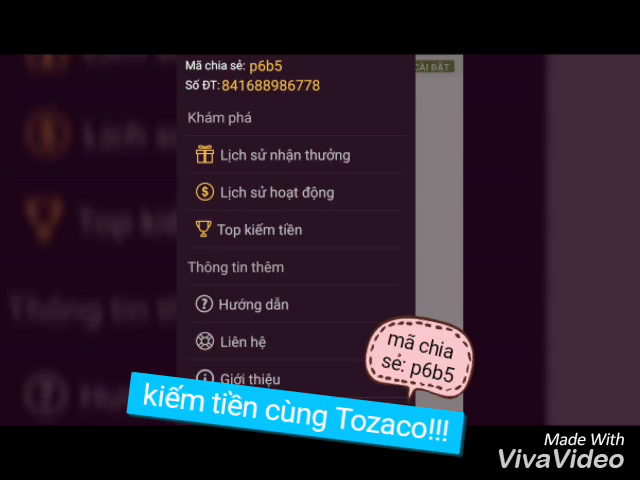 Mã chia sẻ: p6b5
CÀI ĐẶT
Số ĐT: 841688986778
Khám phá
Lịch sử nhận thưởng
Lịch sử hoạt động
Top kiếm tiền
Thông tin thêm
Hướng dẫn
Liên hệ
Giới thiệu
mã chia
sẻ: p6b5
kiếm tiền cùng Tozaco!!!
Made With
VivaVideo